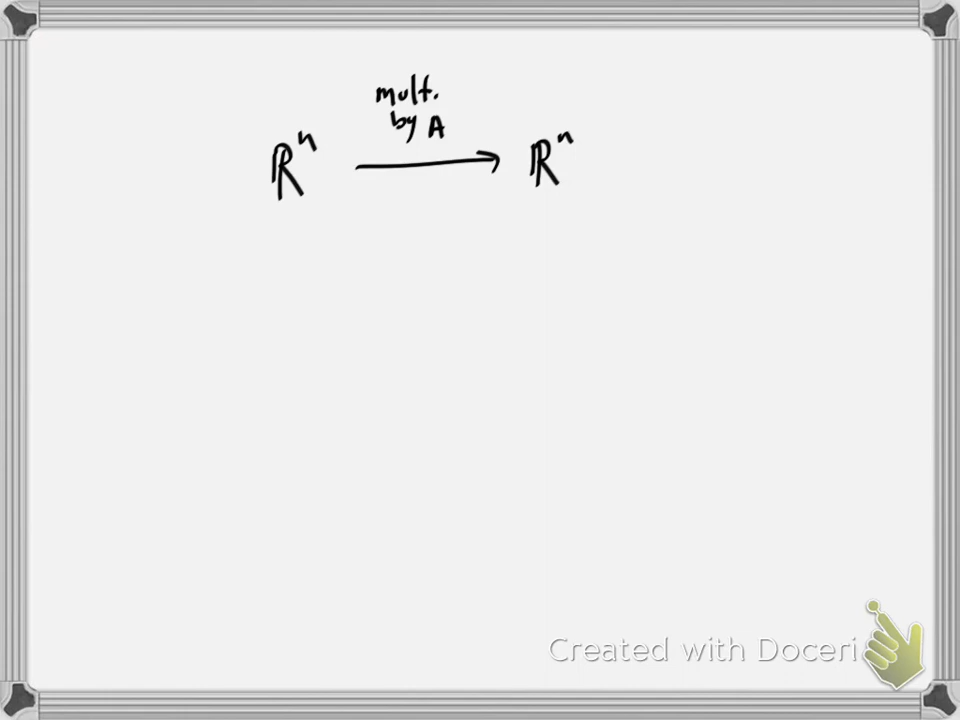 mult.
by A
ℝⁿ ⟶ ℝⁿ
Created with Doceri